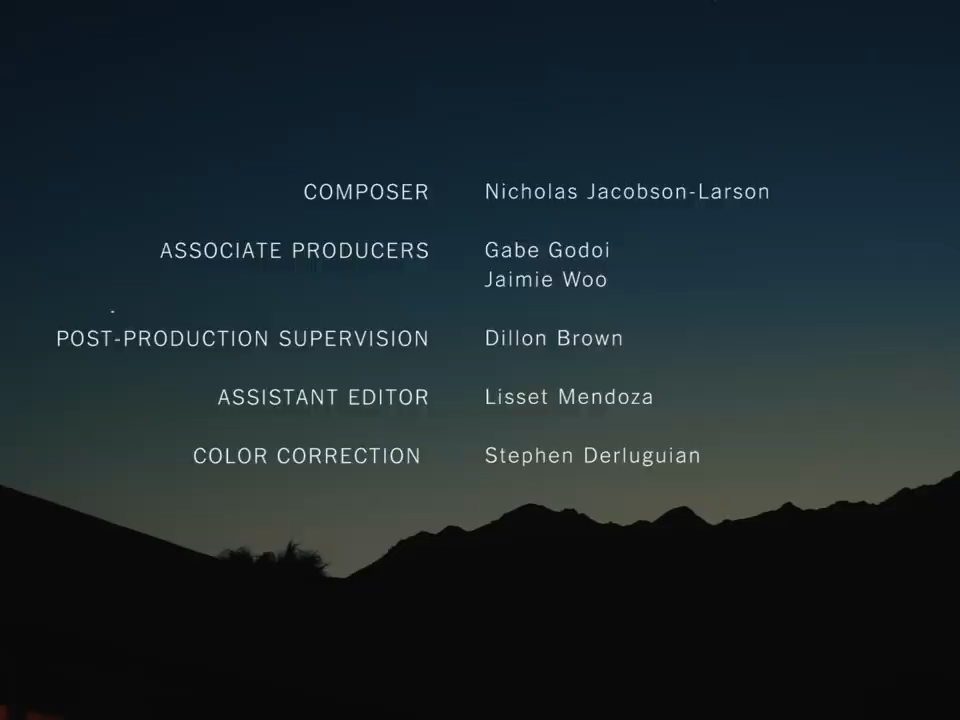 COMPOSER Nicholas Jacobson-Larson
ASSOCIATE PRODUCERS Gabe Godoi
Jaimie Woo
POST-PRODUCTION SUPERVISION Dillon Brown
ASSISTANT EDITOR Lisset Mendoza
COLOR CORRECTION Stephen Derluguian